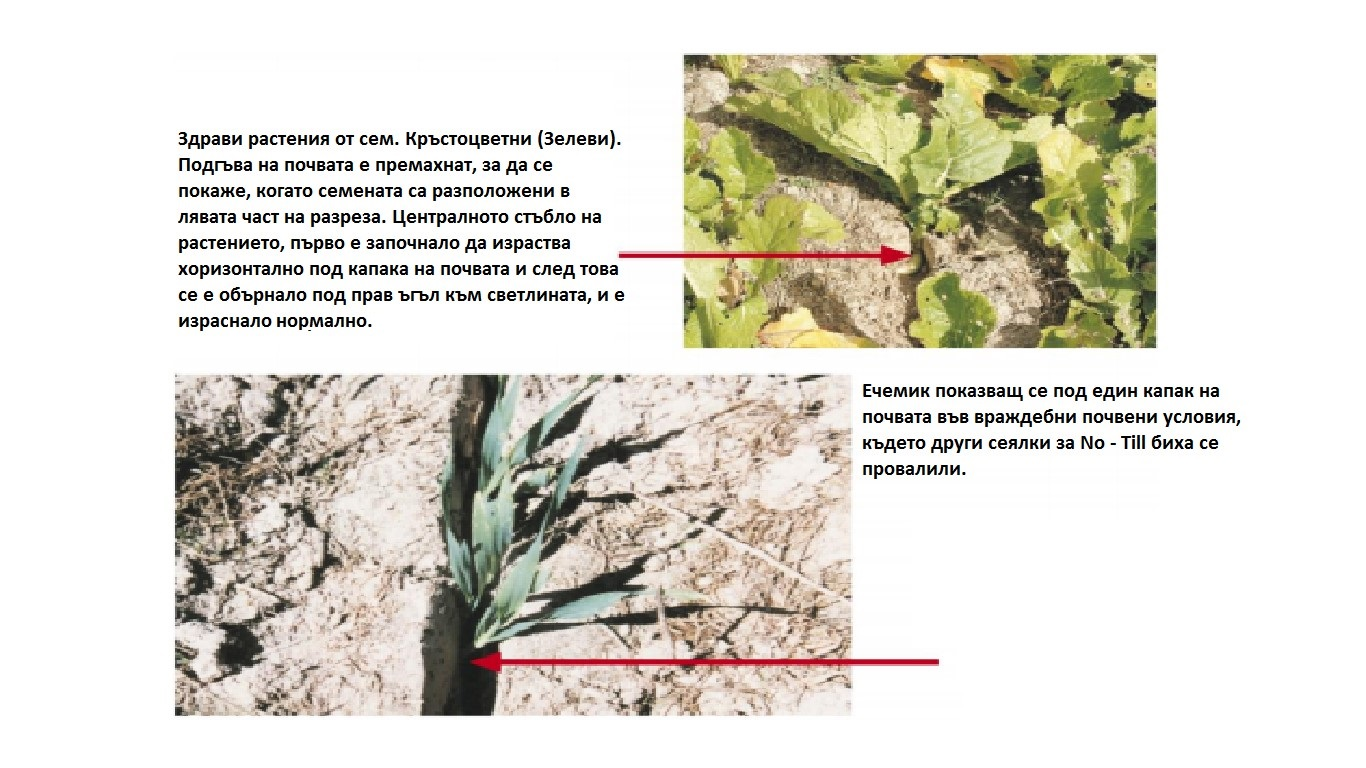 Здрави растения от сем. Кръстоцветни (Зелеви).
Подгъва на почвата е премахнат, за да се
покаже, когато семената са разположени в
лявата част на разреза. Централното стъбло на
растението, първо е започнало да израства
хоризонтално под капака на почвата и след това
се е обърнало под прав ъгъл към светлината, и е
израснало нормално.
Ечемик показващ се под един капак на
почвата във враждебни почвени условия,
където други сеялки за No - Till биха се
провалили.